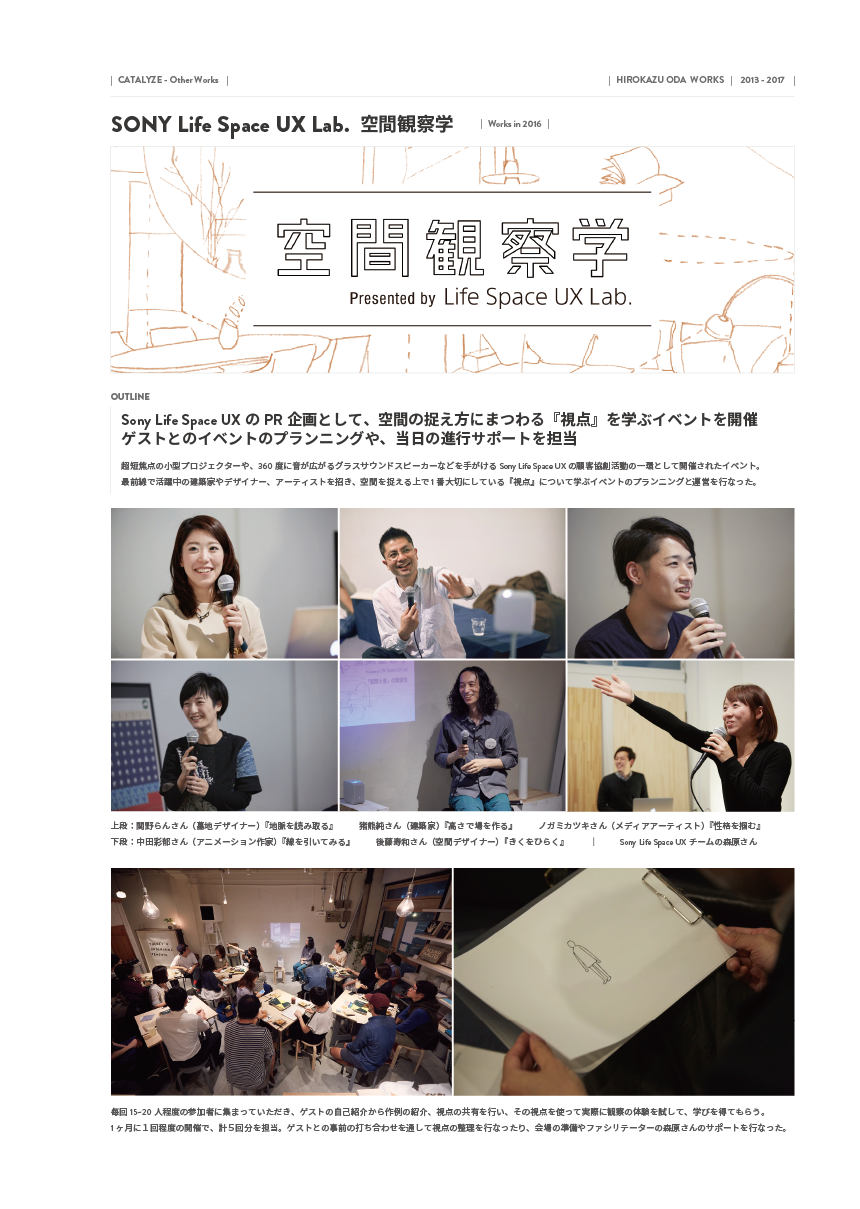 | CATALYZE - Other Works |
| HIROKAZU ODA WORKS | 2013 - 2017 |
SONY Life Space UX Lab. 空間観察学 | Works in 2016 |
空間観察学
Presented by Life Space UX Lab.
OUTLINE
Sony Life Space UX の PR 企画として、空間の捉え方にまつわる『視点』を学ぶイベントを開催
ゲストとのイベントのプランニングや、当日の進行サポートを担当
超短焦点の小型プロジェクターや、360 度に音が広がるグラスサウンドスピーカーなどを手がける Sony Life Space UX の顧客協創活動の一環として開催されたイベント。
最前線で活躍中の建築家やデザイナー、アーティストを招き、空間を捉える上で1番大切にしている『視点』について学ぶイベントのプランニングと運営を行なった。
上段：関野らんさん（墓地デザイナー）『地脈を読み取る』 猪熊純さん（建築家）『高さで場を作る』 ノガミカツキさん（メディアアーティスト）『性格を掴む』
下段：中田彩郁さん（アニメーション作家）『線を引いてみる』 後藤寿和さん（空間デザイナー）『きくをひらく』 | Sony Life Space UX チームの森原さん
毎回 15~20 人程度の参加者に集まっていただき、ゲストの自己紹介から作例の紹介、視点の共有を行い、その視点を使って実際に観察の体験を試して、学びを得てもらう。
1ヶ月に１回程度の開催で、計５回分を担当。ゲストとの事前の打ち合わせを通して視点の整理を行なったり、会場の準備やファシリテーターの森原さんのサポートを行なった。